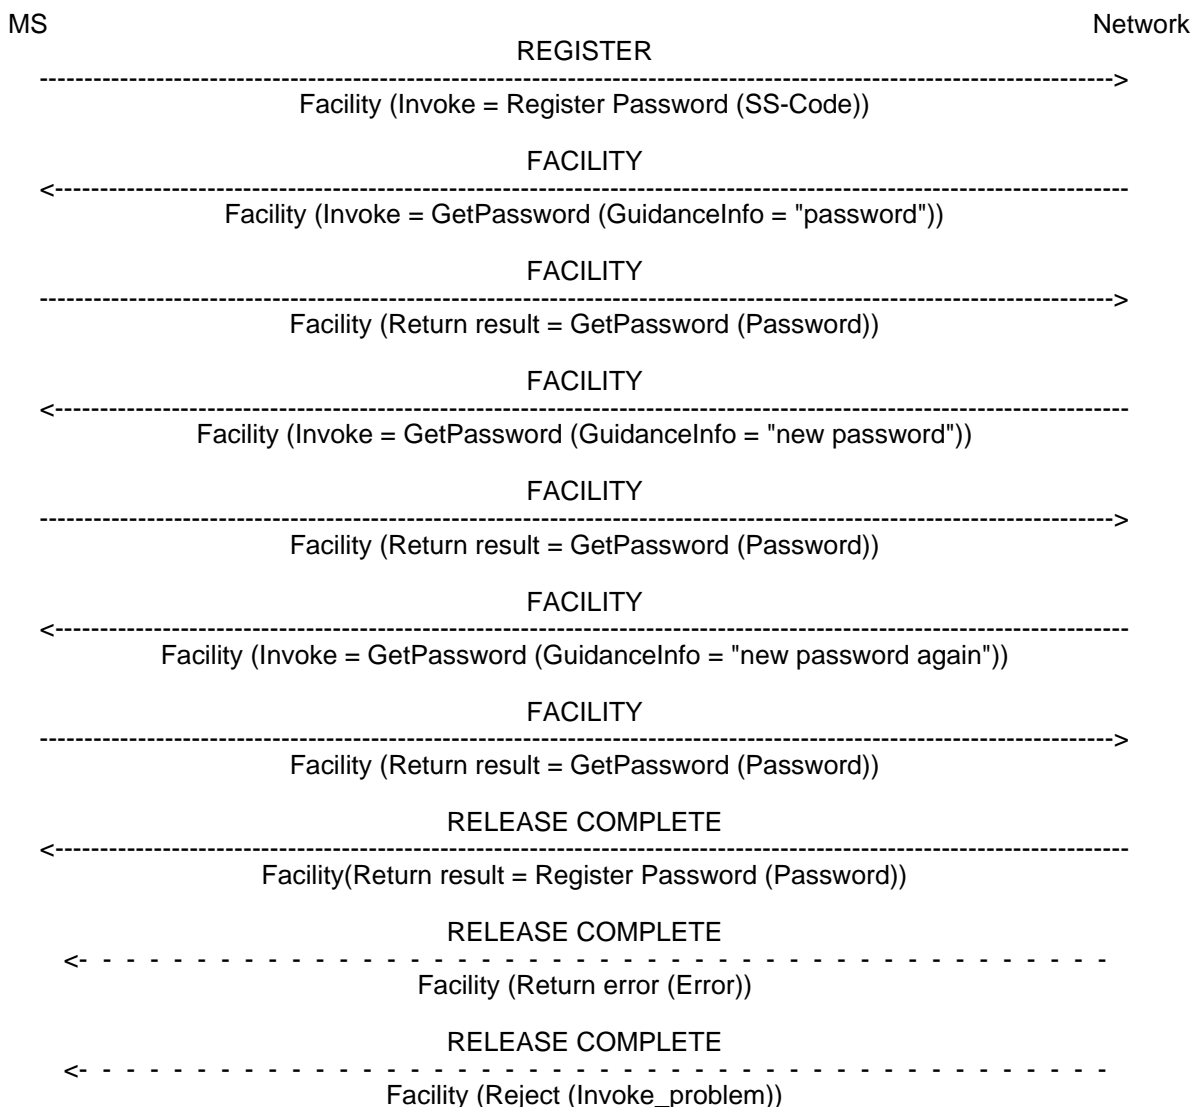 MS Network
REGISTER
Facility (Invoke = Register Password (SS-Code))
FACILITY
Facility (Invoke = GetPassword (GuidanceInfo = "password"))
FACILITY
Facility (Return result = GetPassword (Password))
FACILITY
Facility (Invoke = GetPassword (GuidanceInfo = "new password"))
FACILITY
Facility (Return result = GetPassword (Password))
FACILITY
Facility (Invoke = GetPassword (GuidanceInfo = "new password again"))
FACILITY
Facility (Return result = GetPassword (Password))
RELEASE COMPLETE
Facility(Return result = Register Password (Password))
RELEASE COMPLETE
Facility (Return error (Error))
RELEASE COMPLETE
Facility (Reject (Invoke_problem))